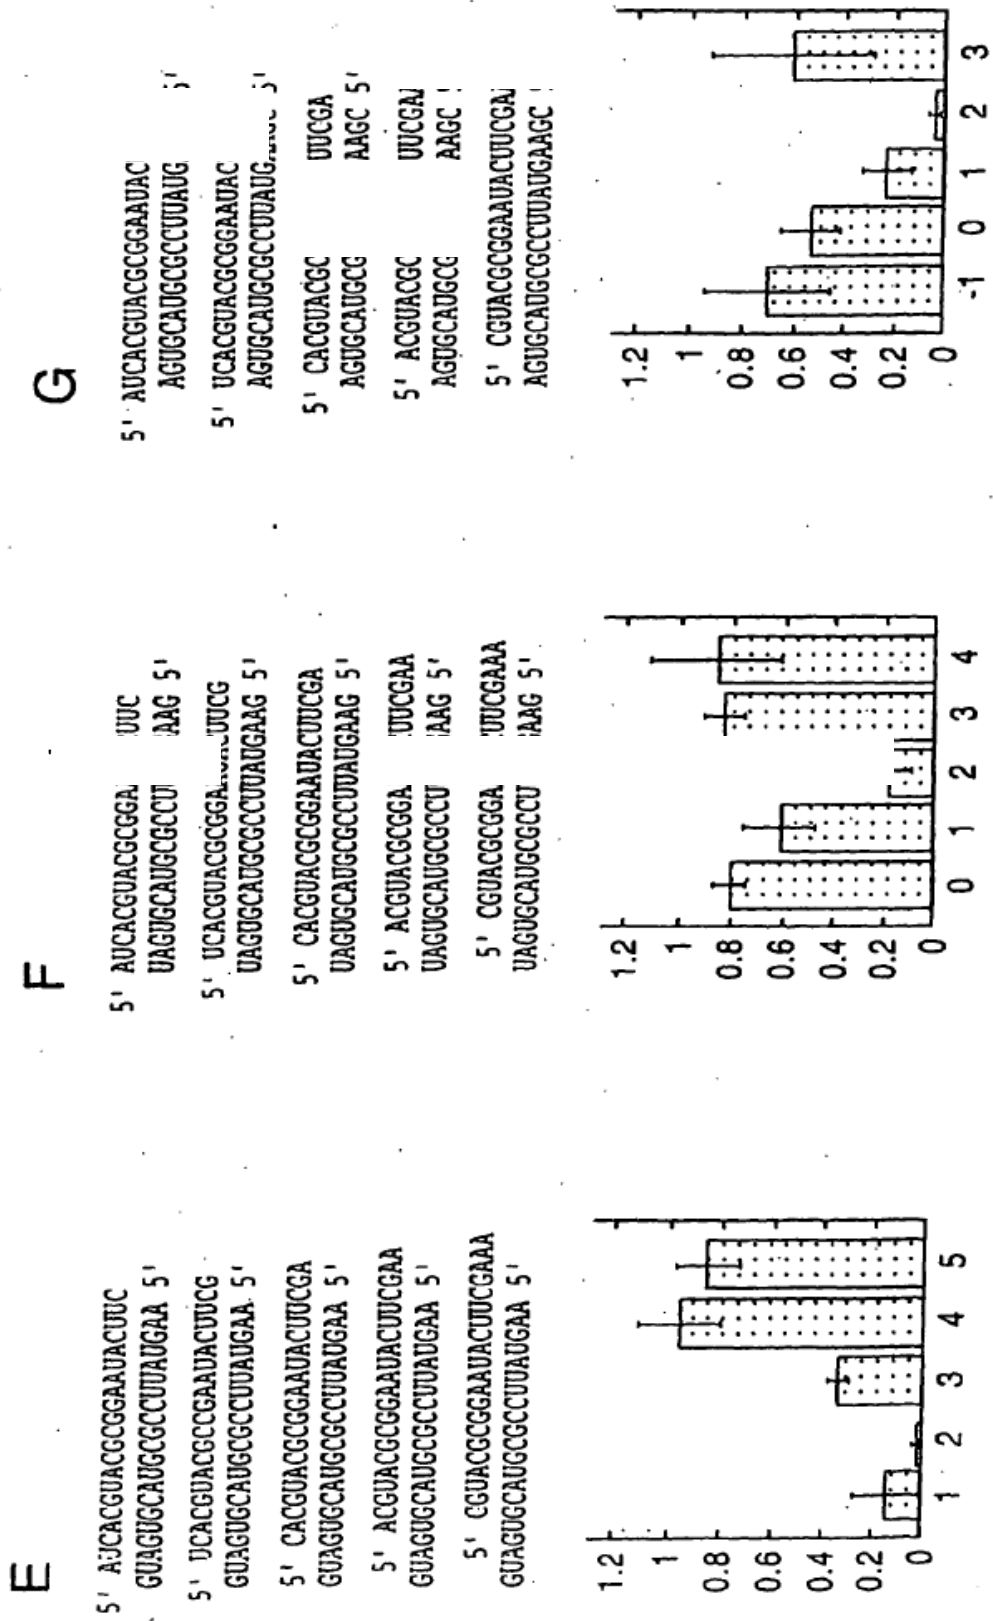 E
5' AUCACGUACGCGGAAUACUUC
GUAGUGCAUGCGCCUUAUGAA 5'
5' UCACGUACGCCGAAUACUUCG
GUAGUGCAUGCGCCUUAUGAA 5'
5' CACGUACGCGGAAUACUUCGA
GUAGUGCAUGCGCCUUAUGAA 5'
5' ACGUACGCGGAAUACUUCGAA
GUAGUGCAUGCGCCUUAUGAA 5'
5' CGUACGCGGAAUACUUCGAAA
GUAGUGCAUGCGCCUUAUGAA 5'
1.2
1
0.8
0.6
0.4
0.2
0
1 2 3 4 5
F
5' AUCACGUACGCGGA UUC
UAGUGCAUGCGCCU AAG 5'
5' UCACGUACGCGGA UUCG
UAGUGCAUGCGCCUUAUGAAG 5'
5' CACGUACGCGGAAUACUUCGA
UAGUGCAUGCGCCUUAUGAAG 5'
5' ACGUACGCGGA UUCGAA
UAGUGCAUGCGCCU AAG 5'
5' CGUACGCGGA UUCGAAA
UAGUGCAUGCGCCU AAG 5'
1.2
1
0.8
0.6
0.4
0.2
0
0 1 2 3 4
G
5' AUCACGUACGCGGAAUAC
AGUGCAUGCGCCUUAUG 5'
5' UCACGUACGCGGAAUAC
AGUGCAUGCGCCUUAUG 5'
5' CACGUACGC UUCGA
AGUGCAUGCG AAGC 5'
5' ACGUACGC UUCGA
AGUGCAUGCG AAGC
5' CGUACGCGGAAUACUUCGA
AGUGCAUGCGCCUUAUGAAGC
1.2
1
0.8
0.6
0.4
0.2
0
-1 0 1 2 3